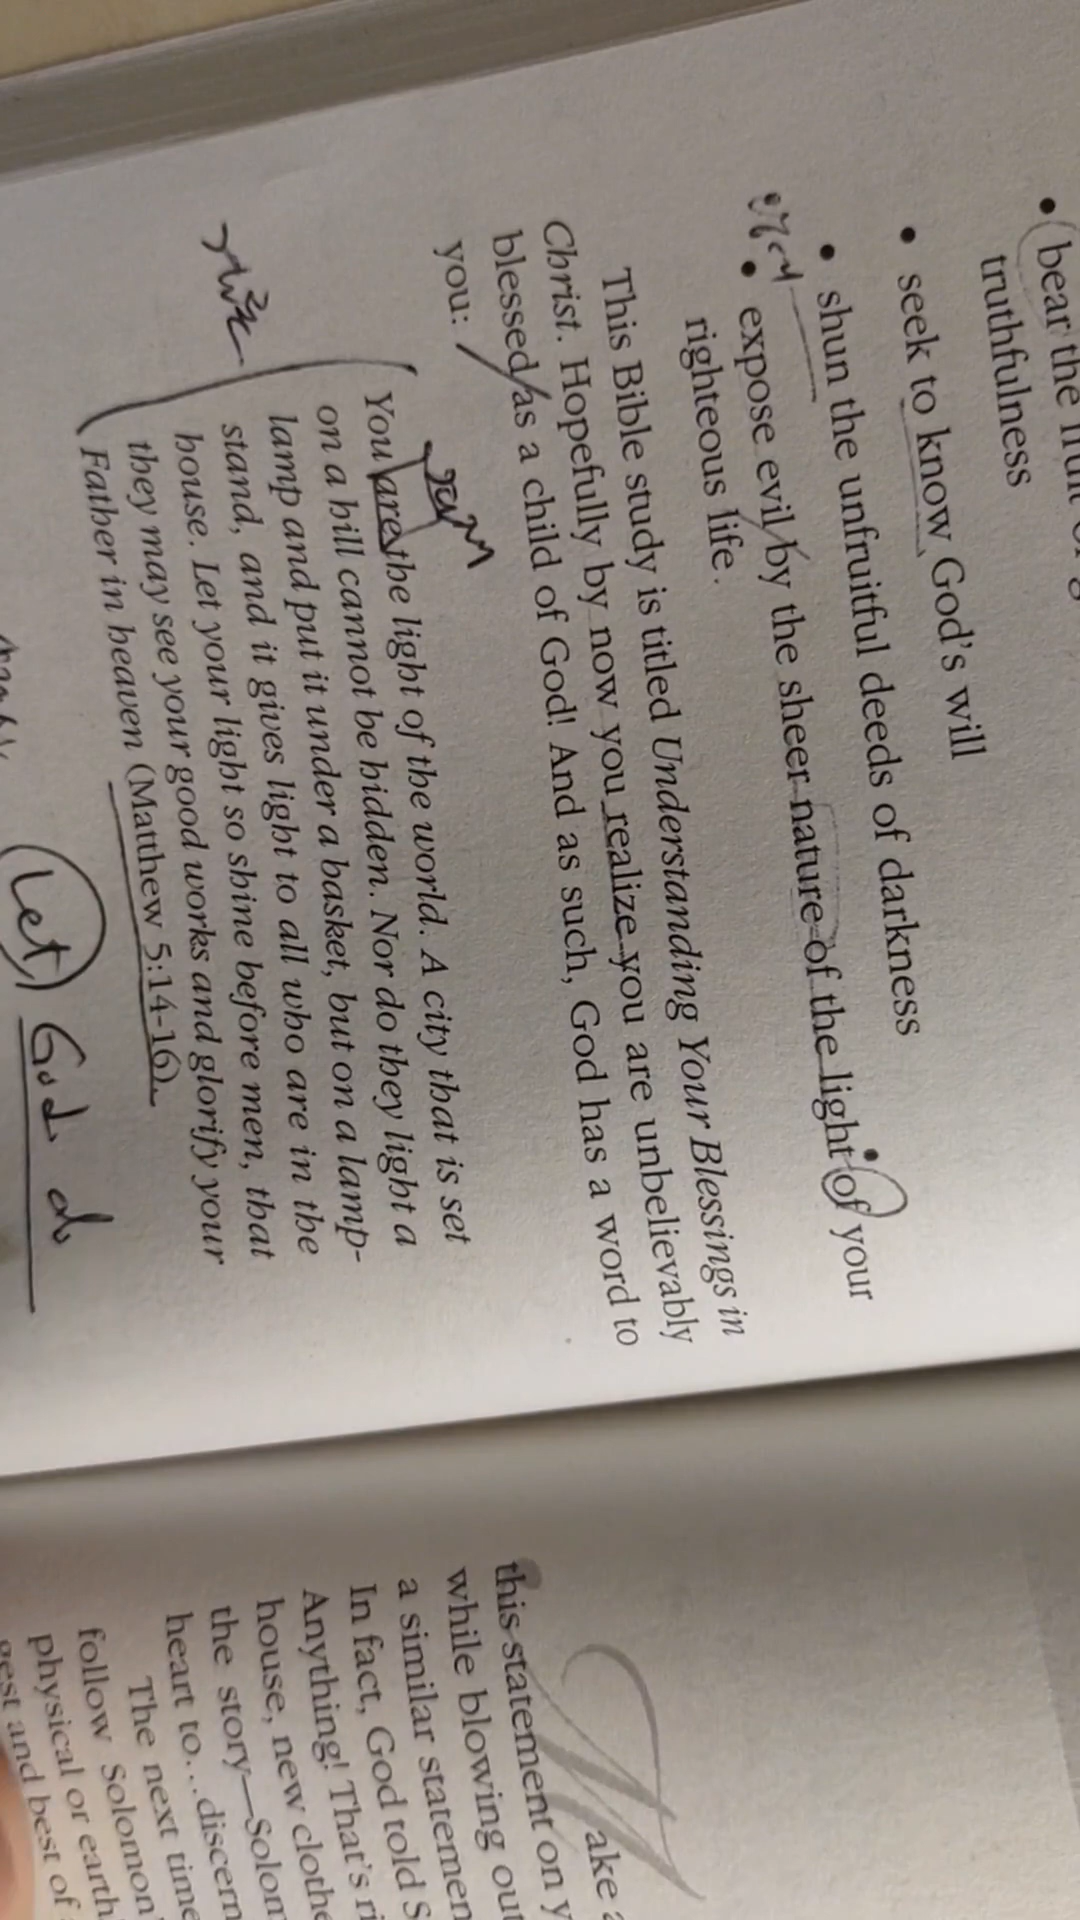 bear the fruit of g
truthfulness
• seek to know God's will
• shun the unfruitful deeds of darkness
• expose evil by the sheer nature of the light of your
righteous life.
This Bible study is titled Understanding Your Blessings in
Christ. Hopefully by now you realize you are unbelievably
blessed as a child of God! And as such, God has a word to
you:
You are the light of the world. A city that is set
on a hill cannot be hidden. Nor do they light a
lamp and put it under a basket, but on a lamp-
stand, and it gives light to all who are in the
house. Let your light so shine before men, that
they may see your good works and glorify your
Father in heaven (Matthew 5:14-16).
Let God do
ake a
this statement on y
while blowing out
a similar statemen
In fact, God told S
Anything! That's ri
house, new clothe
the story—Solom
heart to...discern
The next time
follow Solomon'
physical or earth
gest and best of